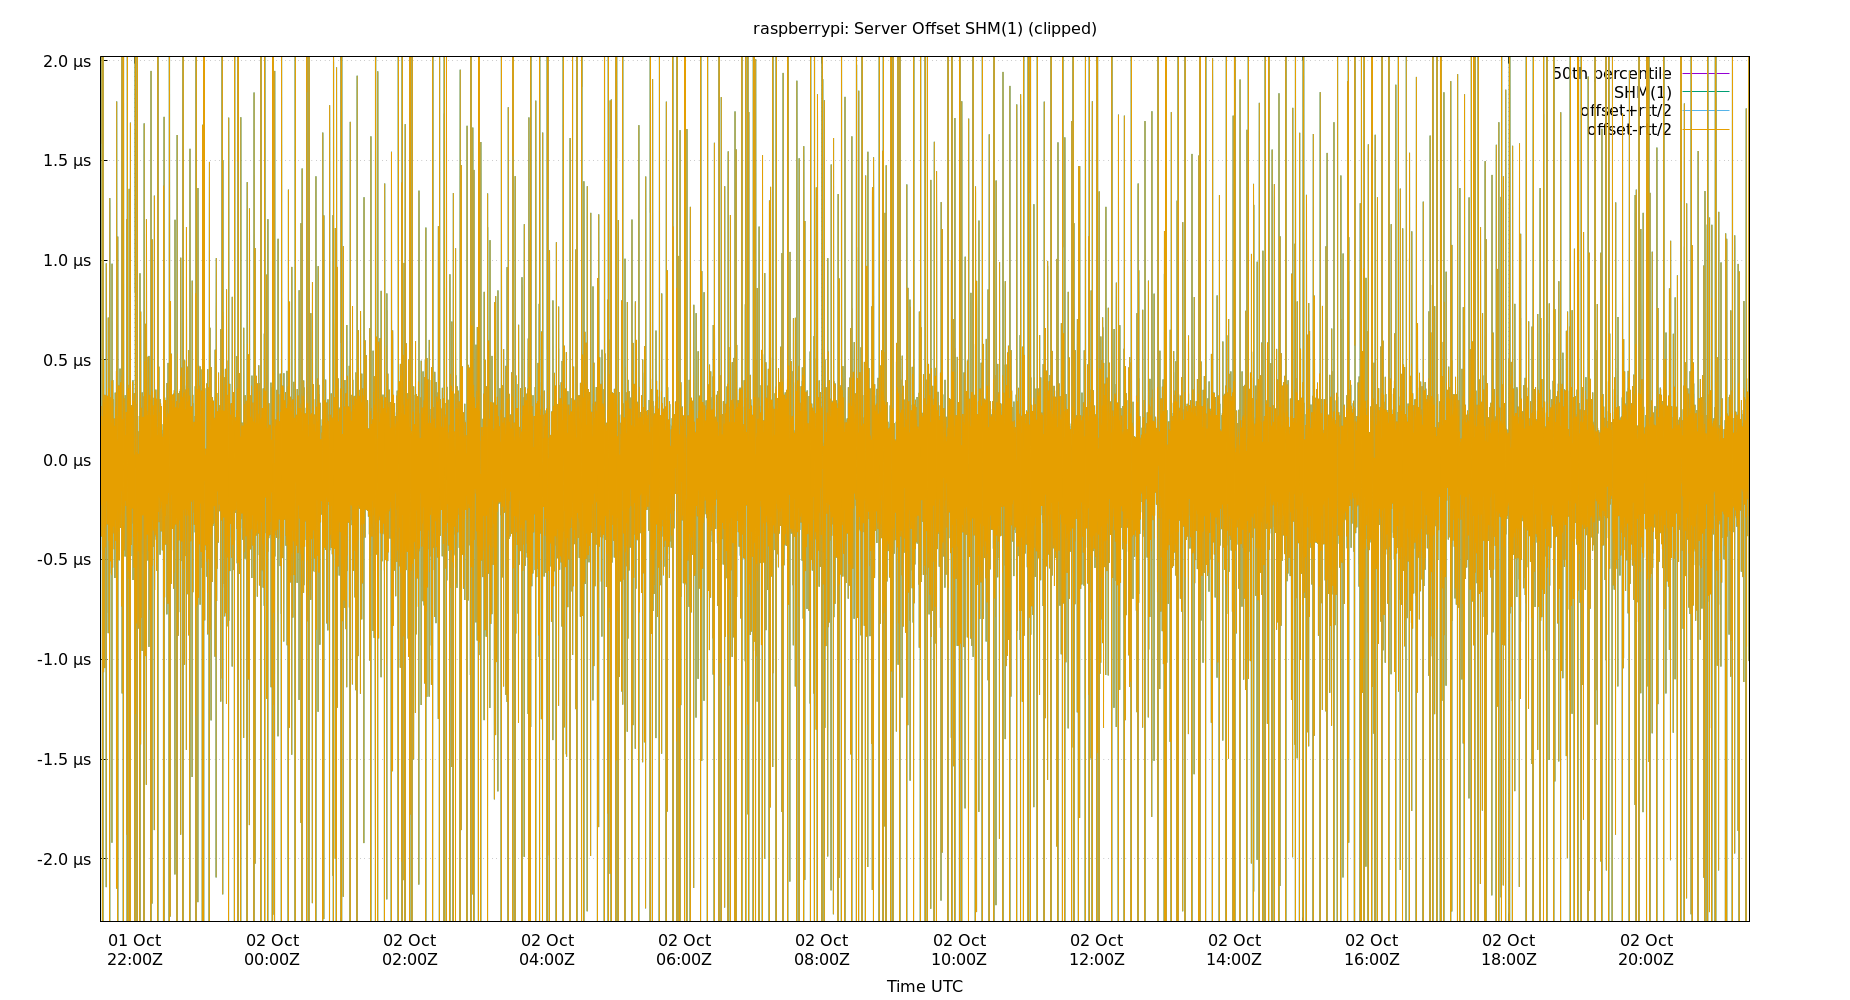 raspberrypi: Server Offset SHM(1) (clipped)
2.0 µs
1.5 µs
1.0 µs
0.5 µs
0.0 µs
-0.5 µs
-1.0 µs
-1.5 µs
-2.0 µs
50th percentile
SHM(1)
offset+rtt/2
offset-rtt/2
01 Oct 02 Oct 02 Oct 02 Oct 02 Oct 02 Oct 02 Oct 02 Oct 02 Oct 02 Oct 02 Oct 02 Oct
22:00Z 00:00Z 02:00Z 04:00Z 06:00Z 08:00Z 10:00Z 12:00Z 14:00Z 16:00Z 18:00Z 20:00Z
Time UTC